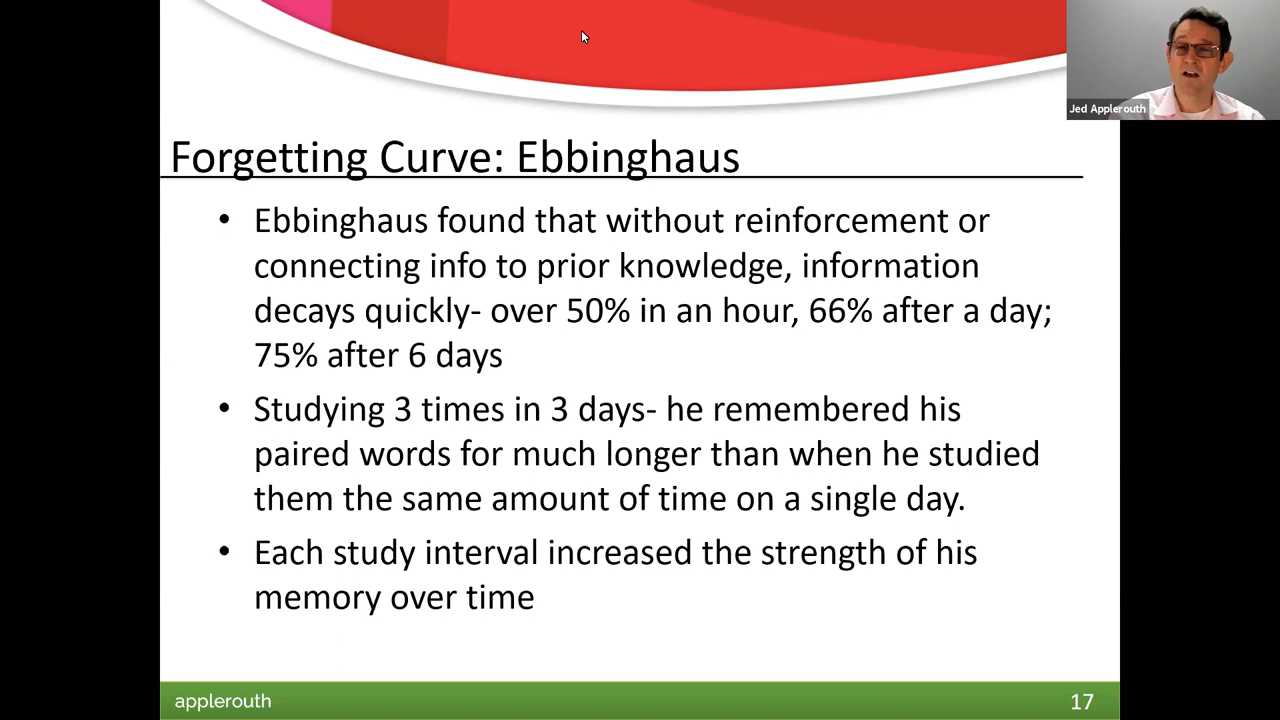 Jed Applerouth
Forgetting Curve: Ebbinghaus
• Ebbinghaus found that without reinforcement or
connecting info to prior knowledge, information
decays quickly- over 50% in an hour, 66% after a day;
75% after 6 days
• Studying 3 times in 3 days- he remembered his
paired words for much longer than when he studied
them the same amount of time on a single day.
• Each study interval increased the strength of his
memory over time
applerouth
17